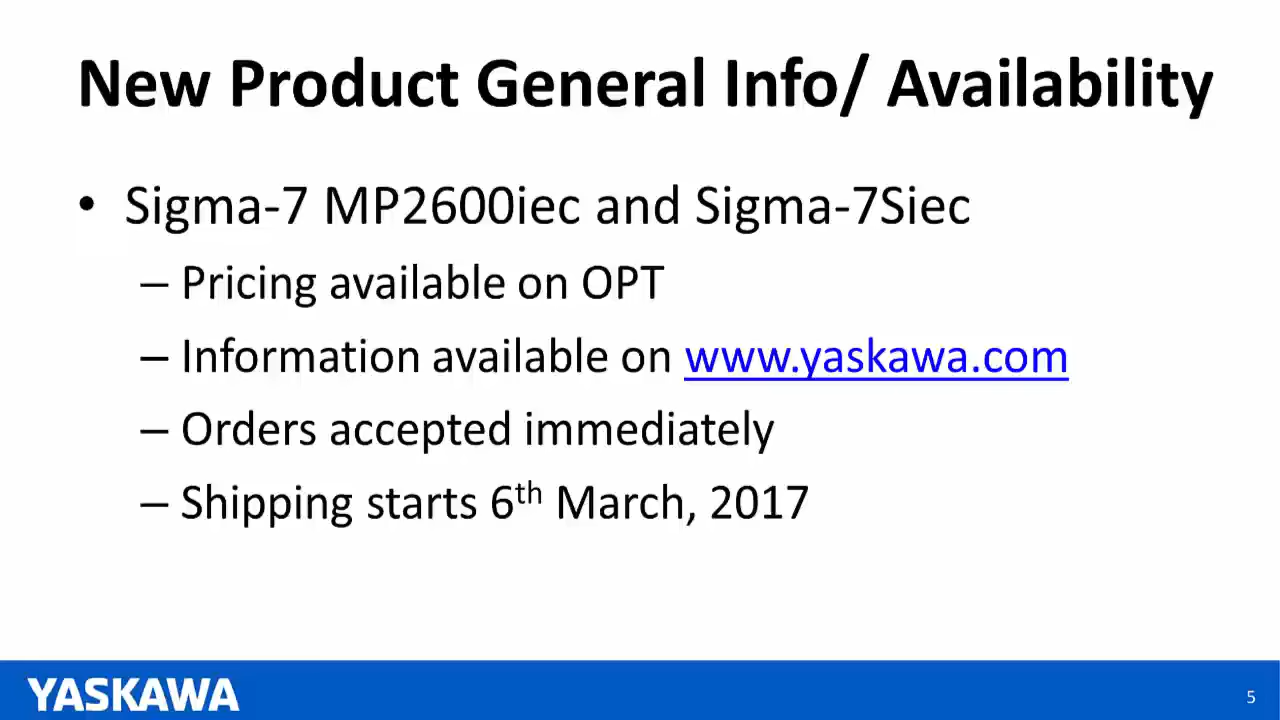 New Product General Info/ Availability
• Sigma-7 MP2600iec and Sigma-7Siec
– Pricing available on OPT
– Information available on www.yaskawa.com
– Orders accepted immediately
– Shipping starts 6th March, 2017
YASKAWA
5